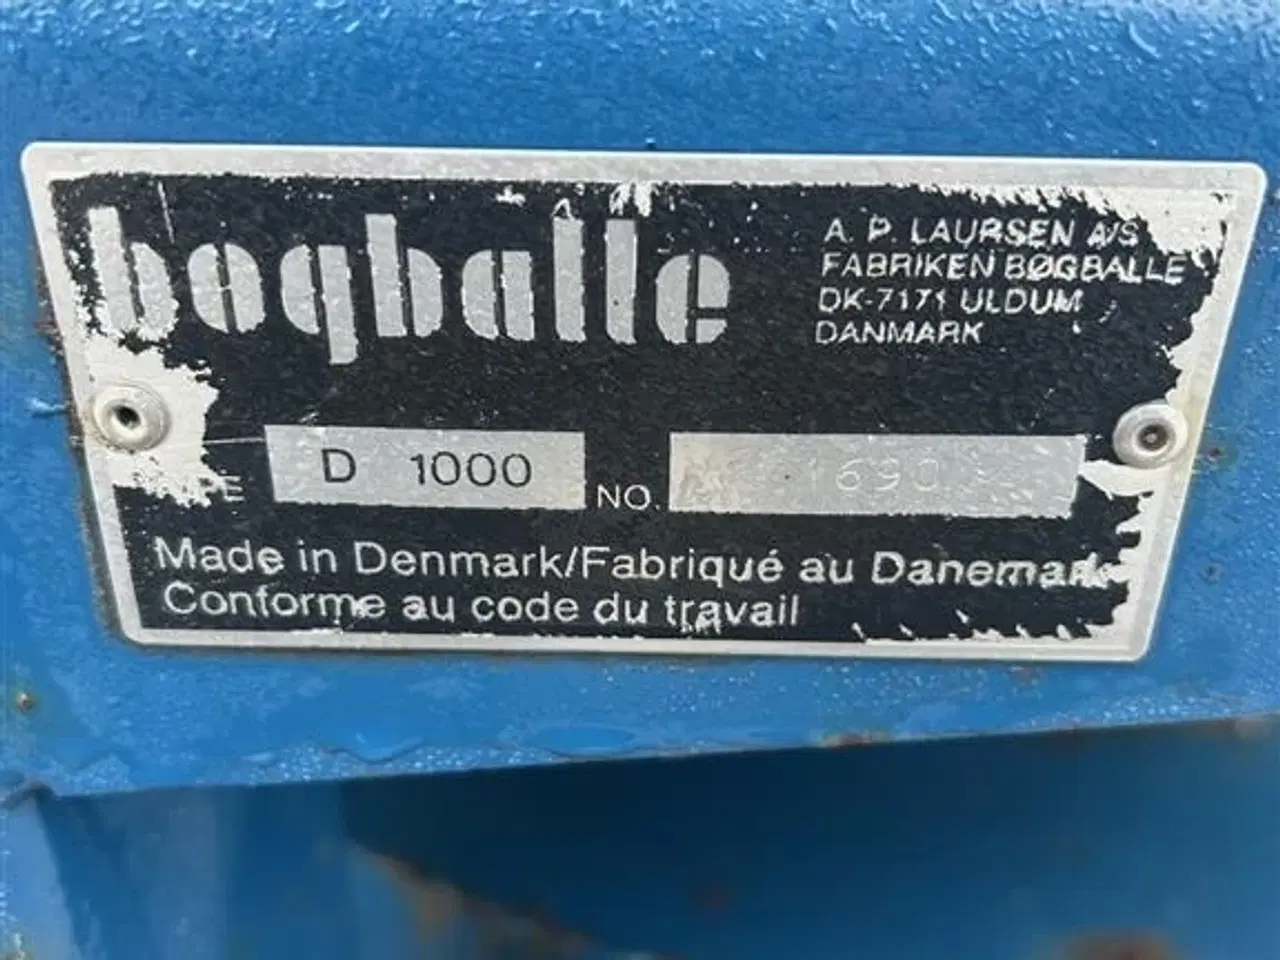 bogballe
A. P. LAURSEN A/S
FABRIKEN BØGBALLE
DK-7171 ULDUM
DANMARK
D 1000 NO.
Made in Denmark/Fabriqué au Danemark
Conforme au code du travail